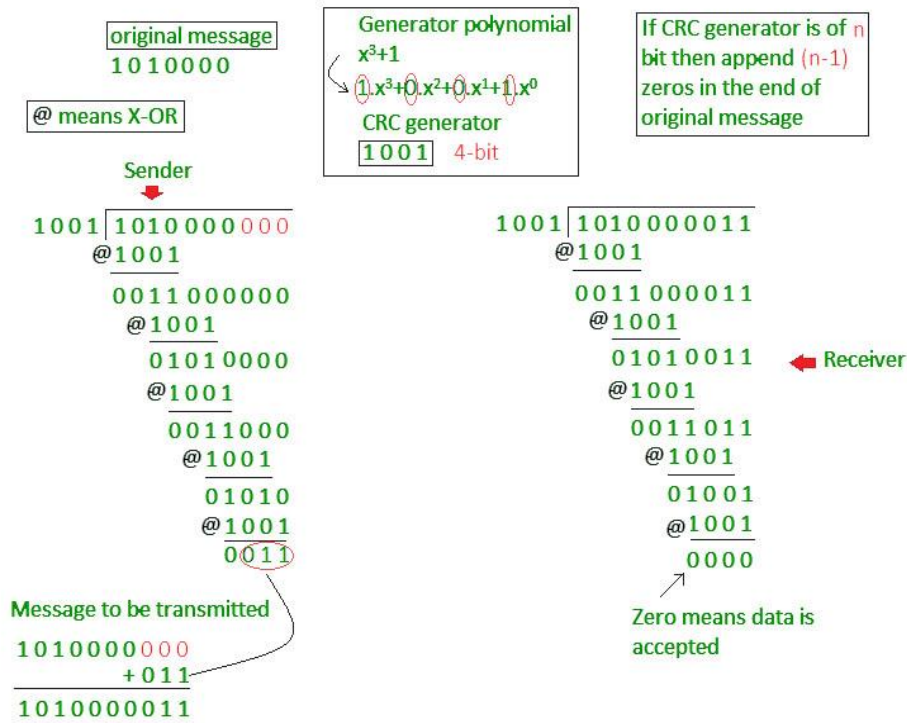 original message
1010000
@ means X-OR
Generator polynomial
x³+1
1.x³+0.x²+0.x¹+1.x⁰
CRC generator
1001 4-bit
If CRC generator is of n
bit then append (n-1)
zeros in the end of
original message
Sender
1001 1010000000
@1001
0011000000
@1001
01010000
@1001
0011000
@1001
01010
@1001
0011
Message to be transmitted
1010000000
+011
1010000011
1001 1010000011
@1001
0011000011
@1001
01010011
@1001
0011011
@1001
01001
@1001
0000
Receiver
Zero means data is
accepted